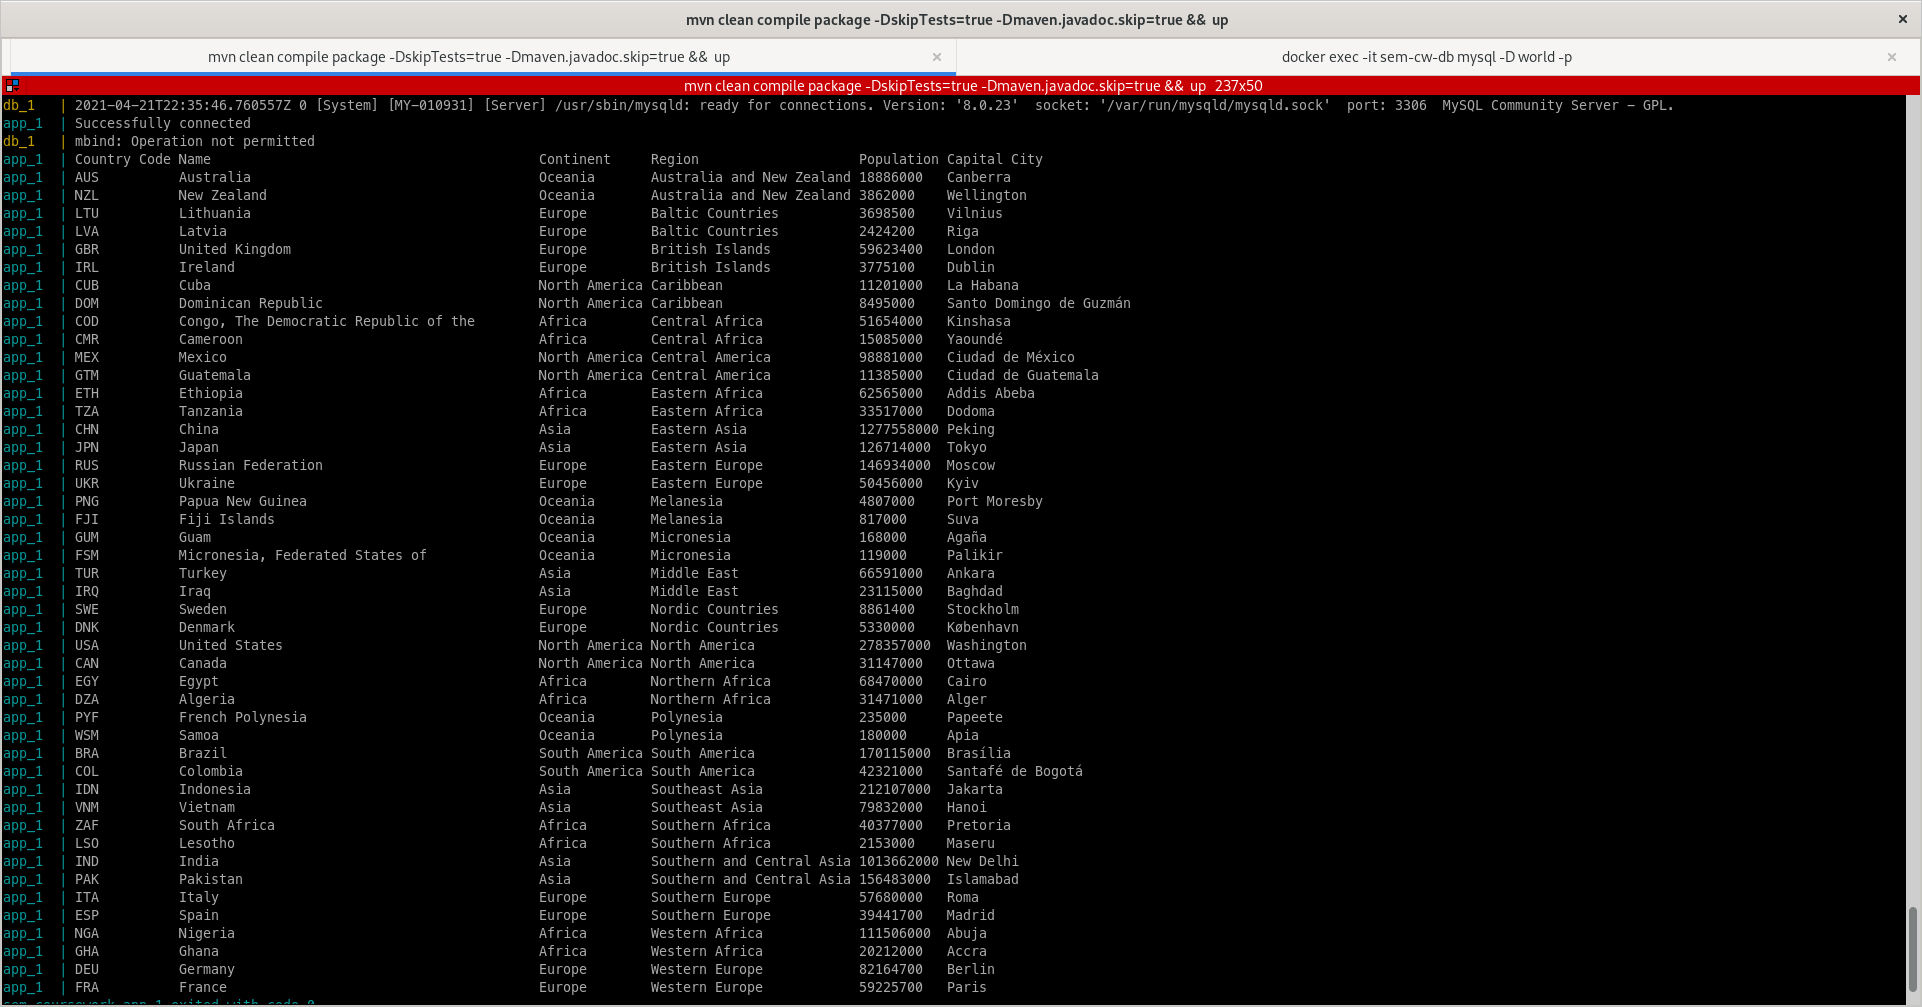 mvn clean compile package -DskipTests=true -Dmaven.javadoc.skip=true && up
mvn clean compile package -DskipTests=true -Dmaven.javadoc.skip=true && up docker exec -it sem-cw-db mysql -D world -p
mvn clean compile package -DskipTests=true -Dmaven.javadoc.skip=true && up 237x50
db_1 | 2021-04-21T22:35:46.760557Z 0 [System] [MY-010931] [Server] /usr/sbin/mysqld: ready for connections. Version: '8.0.23' socket: '/var/run/mysqld/mysqld.sock' port: 3306 MySQL Community Server - GPL.
app_1 | Successfully connected
db_1 | mbind: Operation not permitted
app_1 | Country Code Name Continent Region Population Capital City
app_1 | AUS Australia Oceania Australia and New Zealand 18886000 Canberra
app_1 | NZL New Zealand Oceania Australia and New Zealand 3862000 Wellington
app_1 | LTU Lithuania Europe Baltic Countries 3698500 Vilnius
app_1 | LVA Latvia Europe Baltic Countries 2424200 Riga
app_1 | GBR United Kingdom Europe British Islands 59623400 London
app_1 | IRL Ireland Europe British Islands 3775100 Dublin
app_1 | CUB Cuba North America Caribbean 11201000 La Habana
app_1 | DOM Dominican Republic North America Caribbean 8495000 Santo Domingo de Guzmán
app_1 | COD Congo, The Democratic Republic of the Africa Central Africa 51654000 Kinshasa
app_1 | CMR Cameroon Africa Central Africa 15085000 Yaoundé
app_1 | MEX Mexico North America Central America 98881000 Ciudad de México
app_1 | GTM Guatemala North America Central America 11385000 Ciudad de Guatemala
app_1 | ETH Ethiopia Africa Eastern Africa 62565000 Addis Abeba
app_1 | TZA Tanzania Africa Eastern Africa 33517000 Dodoma
app_1 | CHN China Asia Eastern Asia 1277558000 Peking
app_1 | JPN Japan Asia Eastern Asia 126714000 Tokyo
app_1 | RUS Russian Federation Europe Eastern Europe 146934000 Moscow
app_1 | UKR Ukraine Europe Eastern Europe 50456000 Kyiv
app_1 | PNG Papua New Guinea Oceania Melanesia 4807000 Port Moresby
app_1 | FJI Fiji Islands Oceania Melanesia 817000 Suva
app_1 | GUM Guam Oceania Micronesia 168000 Agaña
app_1 | FSM Micronesia, Federated States of Oceania Micronesia 119000 Palikir
app_1 | TUR Turkey Asia Middle East 66591000 Ankara
app_1 | IRQ Iraq Asia Middle East 23115000 Baghdad
app_1 | SWE Sweden Europe Nordic Countries 8861400 Stockholm
app_1 | DNK Denmark Europe Nordic Countries 5330000 København
app_1 | USA United States North America North America 278357000 Washington
app_1 | CAN Canada North America North America 31147000 Ottawa
app_1 | EGY Egypt Africa Northern Africa 68470000 Cairo
app_1 | DZA Algeria Africa Northern Africa 31471000 Alger
app_1 | PYF French Polynesia Oceania Polynesia 235000 Papeete
app_1 | WSM Samoa Oceania Polynesia 180000 Apia
app_1 | BRA Brazil South America South America 170115000 Brasília
app_1 | COL Colombia South America South America 42321000 Santafé de Bogotá
app_1 | IDN Indonesia Asia Southeast Asia 212107000 Jakarta
app_1 | VNM Vietnam Asia Southeast Asia 79832000 Hanoi
app_1 | ZAF South Africa Africa Southern Africa 40377000 Pretoria
app_1 | LSO Lesotho Africa Southern Africa 2153000 Maseru
app_1 | IND India Asia Southern and Central Asia 1013662000 New Delhi
app_1 | PAK Pakistan Asia Southern and Central Asia 156483000 Islamabad
app_1 | ITA Italy Europe Southern Europe 57680000 Roma
app_1 | ESP Spain Europe Southern Europe 39441700 Madrid
app_1 | NGA Nigeria Africa Western Africa 111506000 Abuja
app_1 | GHA Ghana Africa Western Africa 20212000 Accra
app_1 | DEU Germany Europe Western Europe 82164700 Berlin
app_1 | FRA France Europe Western Europe 59225700 Paris